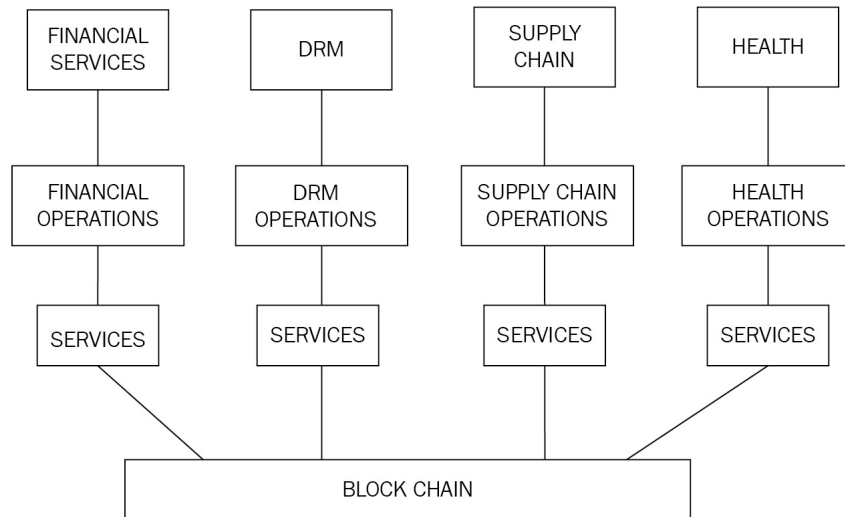 FINANCIAL
SERVICES
DRM
SUPPLY
CHAIN
HEALTH
FINANCIAL
OPERATIONS
DRM
OPERATIONS
SUPPLY CHAIN
OPERATIONS
HEALTH
OPERATIONS
SERVICES
SERVICES
SERVICES
SERVICES
BLOCK CHAIN